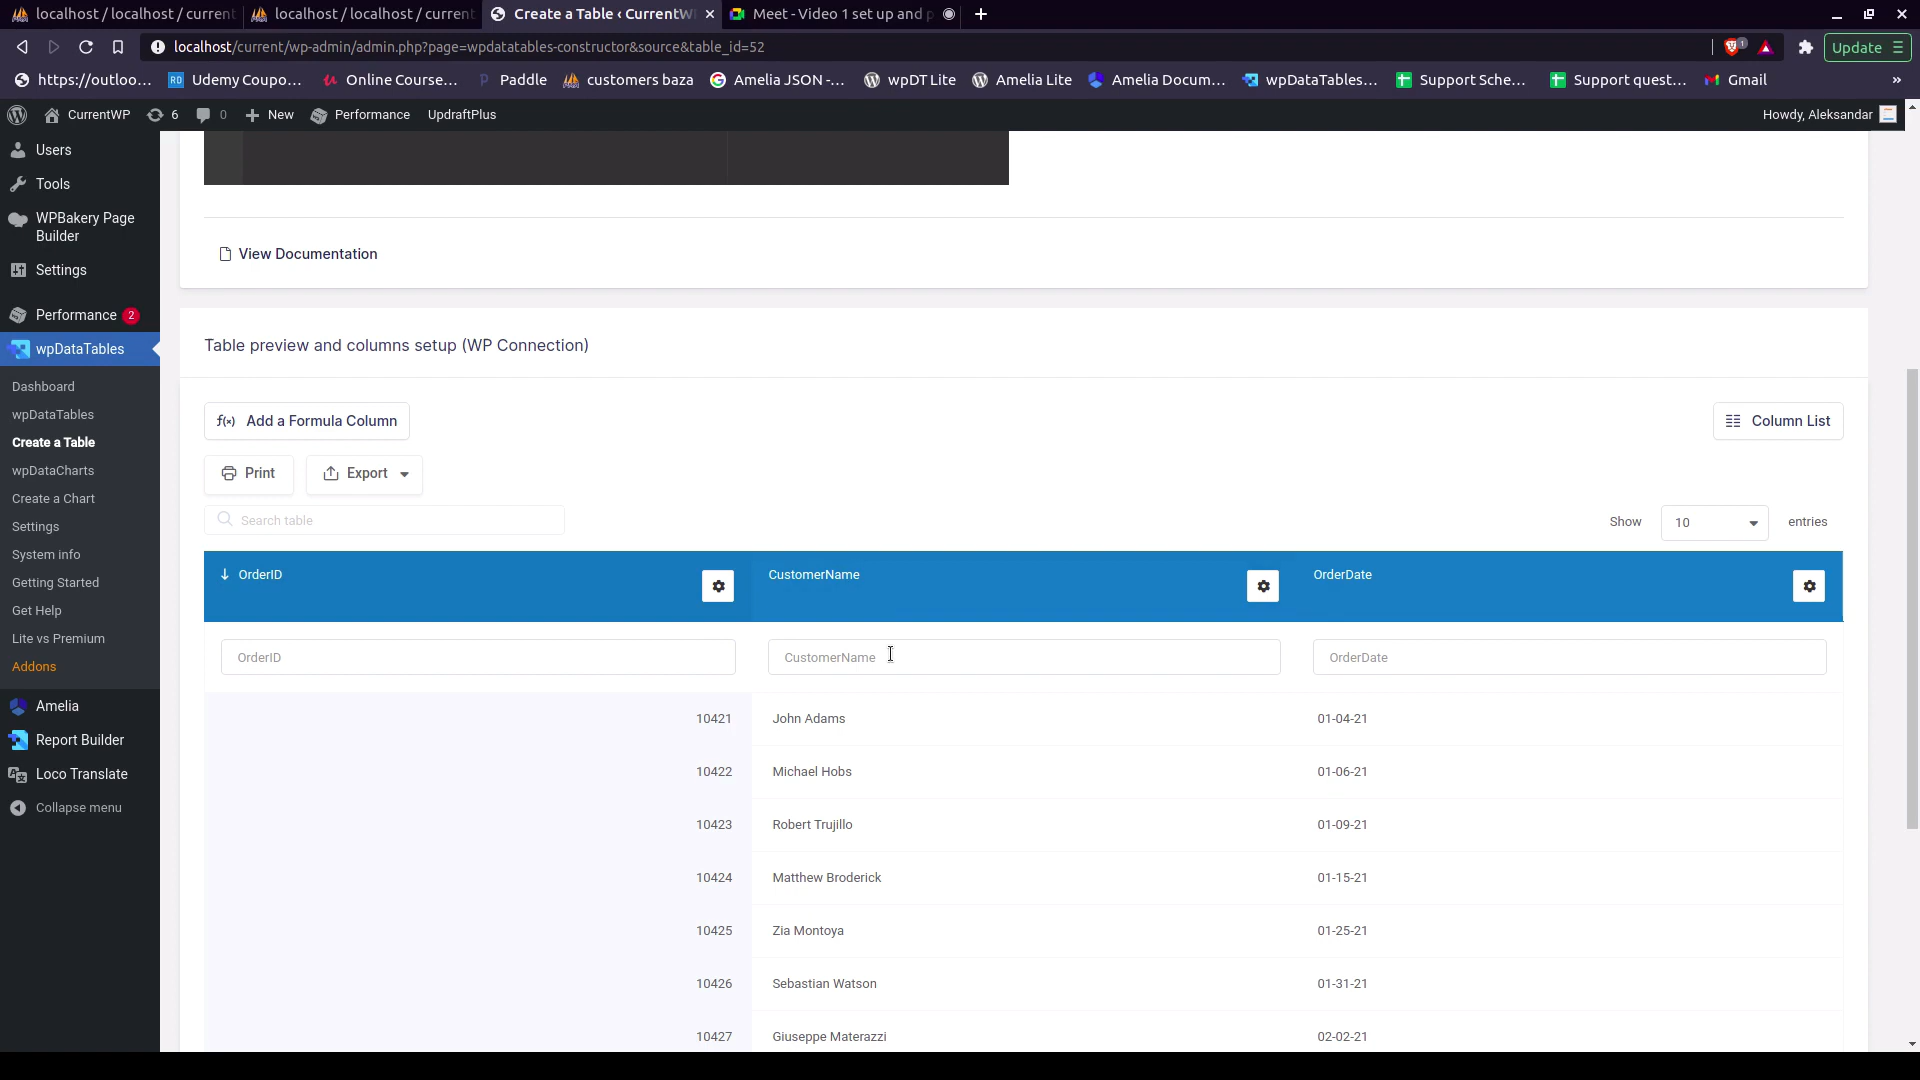 localhost / localhost / current
localhost / localhost / current
Create a Table ‹ CurrentW
Meet - Video 1 set up and p
localhost/current/wp-admin/admin.php?page=wpdatatables-constructor&source&table_id=52
1
Update
https://outloo...
RD Udemy Coupo...
Online Course...
Paddle
customers baza
Amelia JSON -...
wpDT Lite
Amelia Lite
Amelia Docum...
wpDataTables...
Support Sche...
Support quest...
Gmail
»
CurrentWP
6
0
New
Performance
UpdraftPlus
Howdy, Aleksandar
Users
Tools
WPBakery Page
Builder
Settings
Performance 2
wpDataTables
Dashboard
wpDataTables
Create a Table
wpDataCharts
Create a Chart
Settings
System info
Getting Started
Get Help
Lite vs Premium
Addons
Amelia
Report Builder
Loco Translate
Collapse menu
View Documentation
Table preview and columns setup (WP Connection)
f(x) Add a Formula Column
Column List
Print
Export
Search table
Show 10 entries
OrderID CustomerName OrderDate
OrderID CustomerName OrderDate
10421 John Adams 01-04-21
10422 Michael Hobs 01-06-21
10423 Robert Trujillo 01-09-21
10424 Matthew Broderick 01-15-21
10425 Zia Montoya 01-25-21
10426 Sebastian Watson 01-31-21
10427 Giuseppe Materazzi 02-02-21